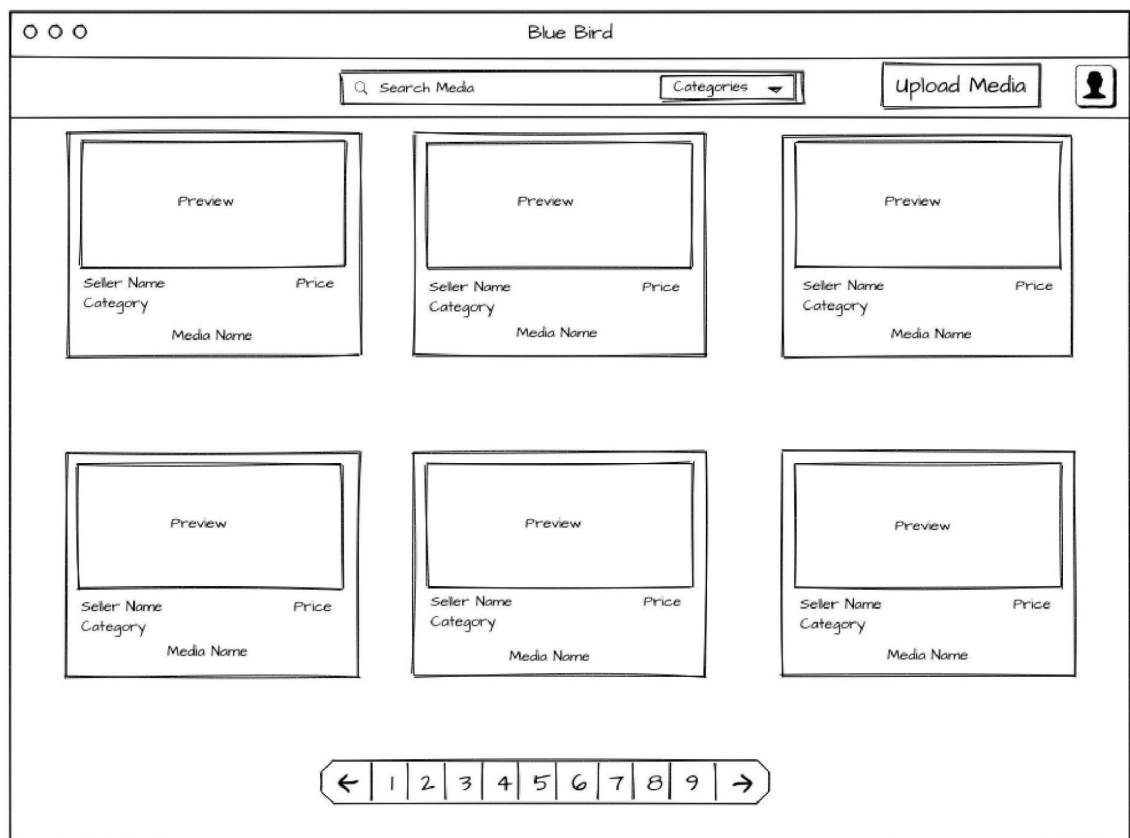 Blue Bird
Search Media Categories Upload Media
Preview Preview Preview
Seller Name Price Seller Name Price Seller Name Price
Category Category Category
Media Name Media Name Media Name
Preview Preview Preview
Seller Name Price Seller Name Price Seller Name Price
Category Category Category
Media Name Media Name Media Name
1 2 3 4 5 6 7 8 9